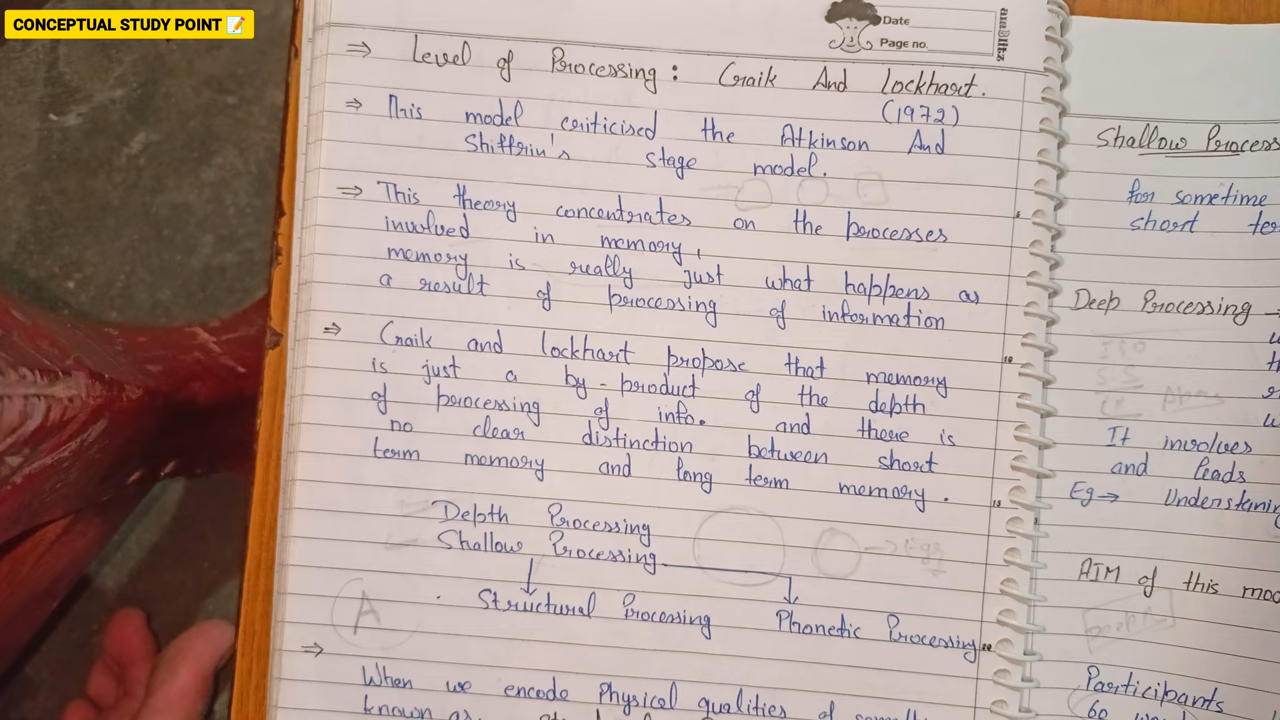 CONCEPTUAL STUDY POINT 📝
Date
Page no.
⇒ Level of Processing : Craik And Lockhart.
(1972)
⇒ This model criticised the Atkinson And
Shiffrin's stage model.
⇒ This theory concentrates on the processes
involved in memory,
memory is really just what happens as
a result of processing of information
⇒ Craik and lockhart propose that memory
is just a by-product of the depth
of processing of info. and there is
no clear distinction between short
term memory and long term memory.
Depth Processing
Shallow Processing
Structural Processing Phonetic Processing
A
⇒ When we encode Physical qualities of
known as
Shallow Process
for sometime
short
Deep Processing →
It involves
and leads
Eg→ Understanin
AIM of this
Participants
60